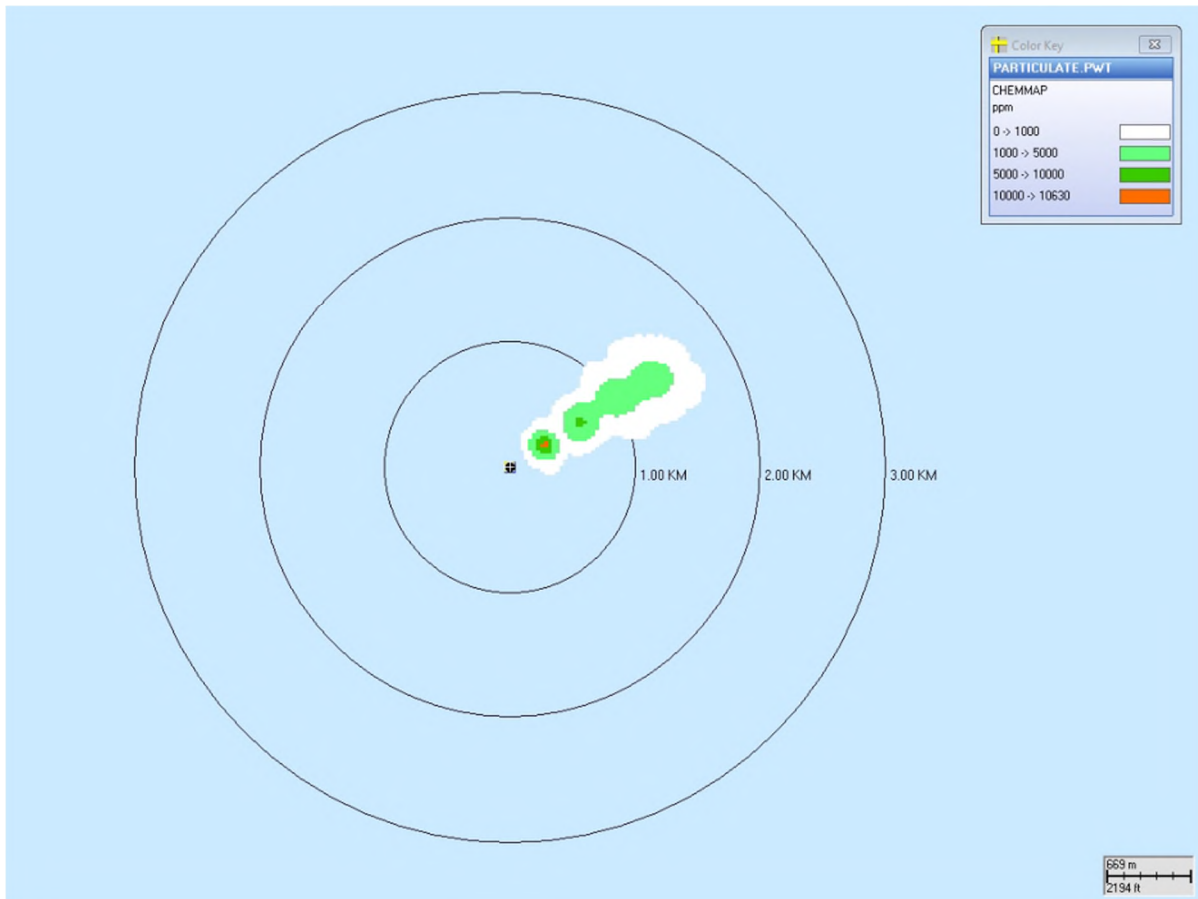 Color Key
PARTICULATE.PWT
CHEMMAP
ppm
0 -> 1000
1000 -> 5000
5000 -> 10000
10000 -> 10630
1.00 KM
2.00 KM
3.00 KM
669 m
2194 ft